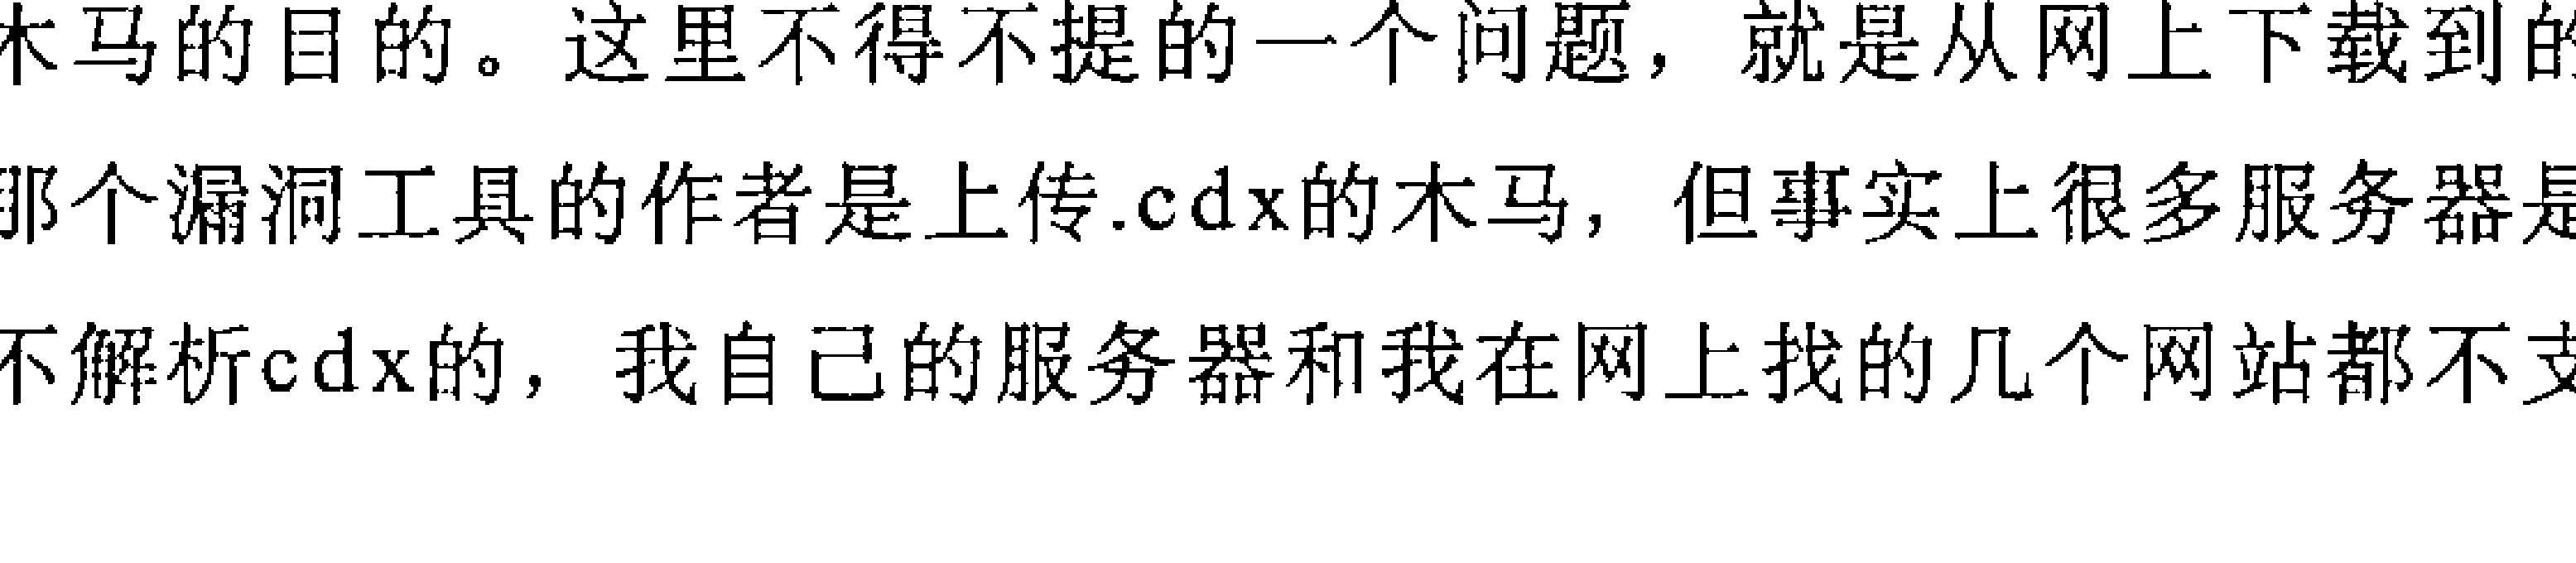 木马的目的。这里不得不提的一个问题，就是从网上下载到的
那个漏洞工具的作者是上传.cdx的木马，但事实上很多服务器是
不解析cdx的，我自己的服务器和我在网上找的几个网站都不支